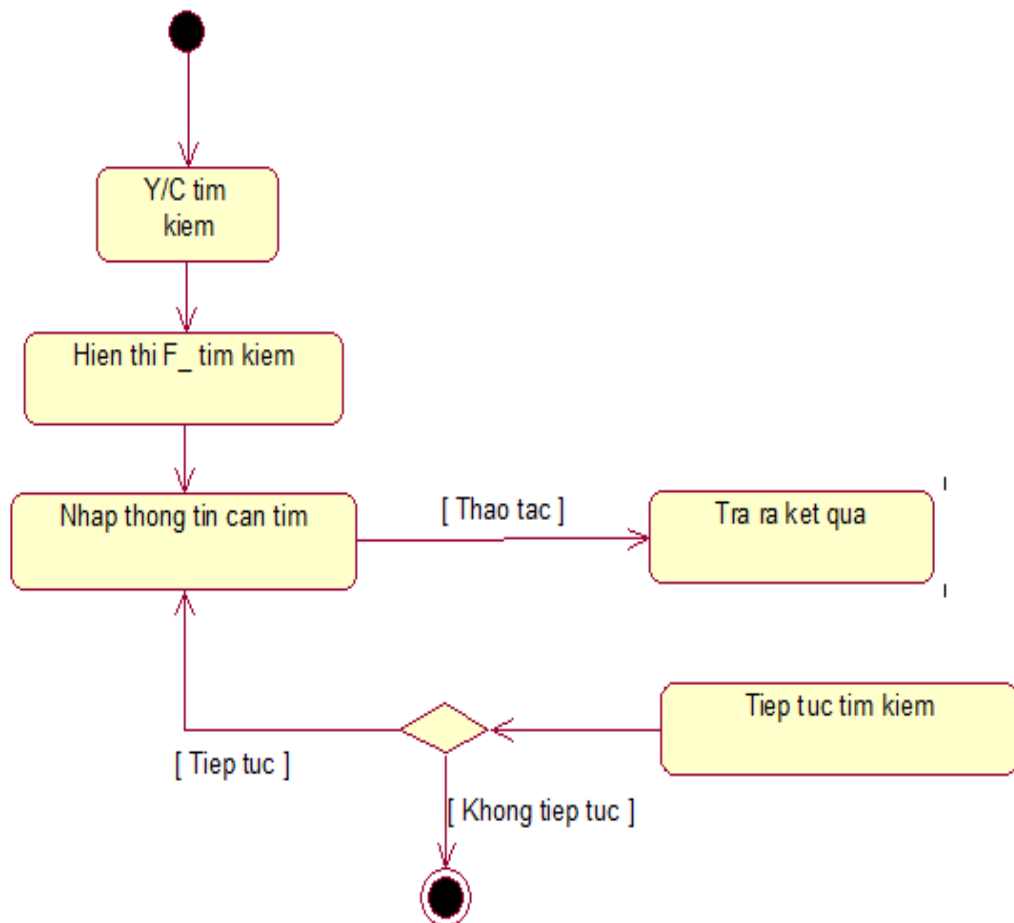 Y/C tim
kiem
Hien thi F_ tim kiem
Nhap thong tin can tim
[ Thao tac ]
Tra ra ket qua
Tiep tuc tim kiem
[ Tiep tuc ]
[ Khong tiep tuc ]